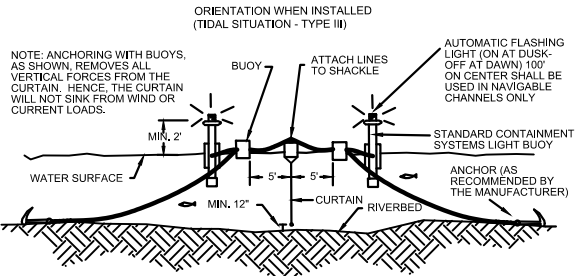 ORIENTATION WHEN INSTALLED
(TIDAL SITUATION - TYPE III)
NOTE: ANCHORING WITH BUOYS,
AS SHOWN, REMOVES ALL
VERTICAL FORCES FROM THE
CURTAIN. HENCE, THE CURTAIN
WILL NOT SINK FROM WIND OR
CURRENT LOADS.
BUOY
ATTACH LINES
TO SHACKLE
AUTOMATIC FLASHING
LIGHT (ON AT DUSK-
OFF AT DAWN) 100'
ON CENTER SHALL BE
USED IN NAVIGABLE
CHANNELS ONLY
MIN. 2'
STANDARD CONTAINMENT
SYSTEMS LIGHT BUOY
WATER SURFACE
5'
5'
ANCHOR (AS
RECOMMENDED BY
THE MANUFACTURER)
MIN. 12"
CURTAIN
RIVERBED